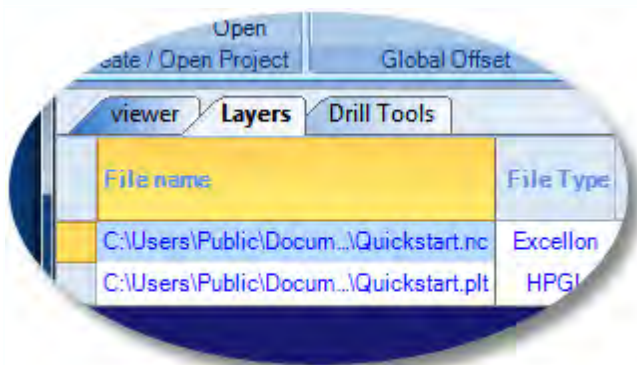 Open
eate / Open Project Global Offset
viewer Layers Drill Tools
File name File Type
C:\Users\Public\Docum...\Quickstart.nc Excellon
C:\Users\Public\Docum...\Quickstart.plt HPGL